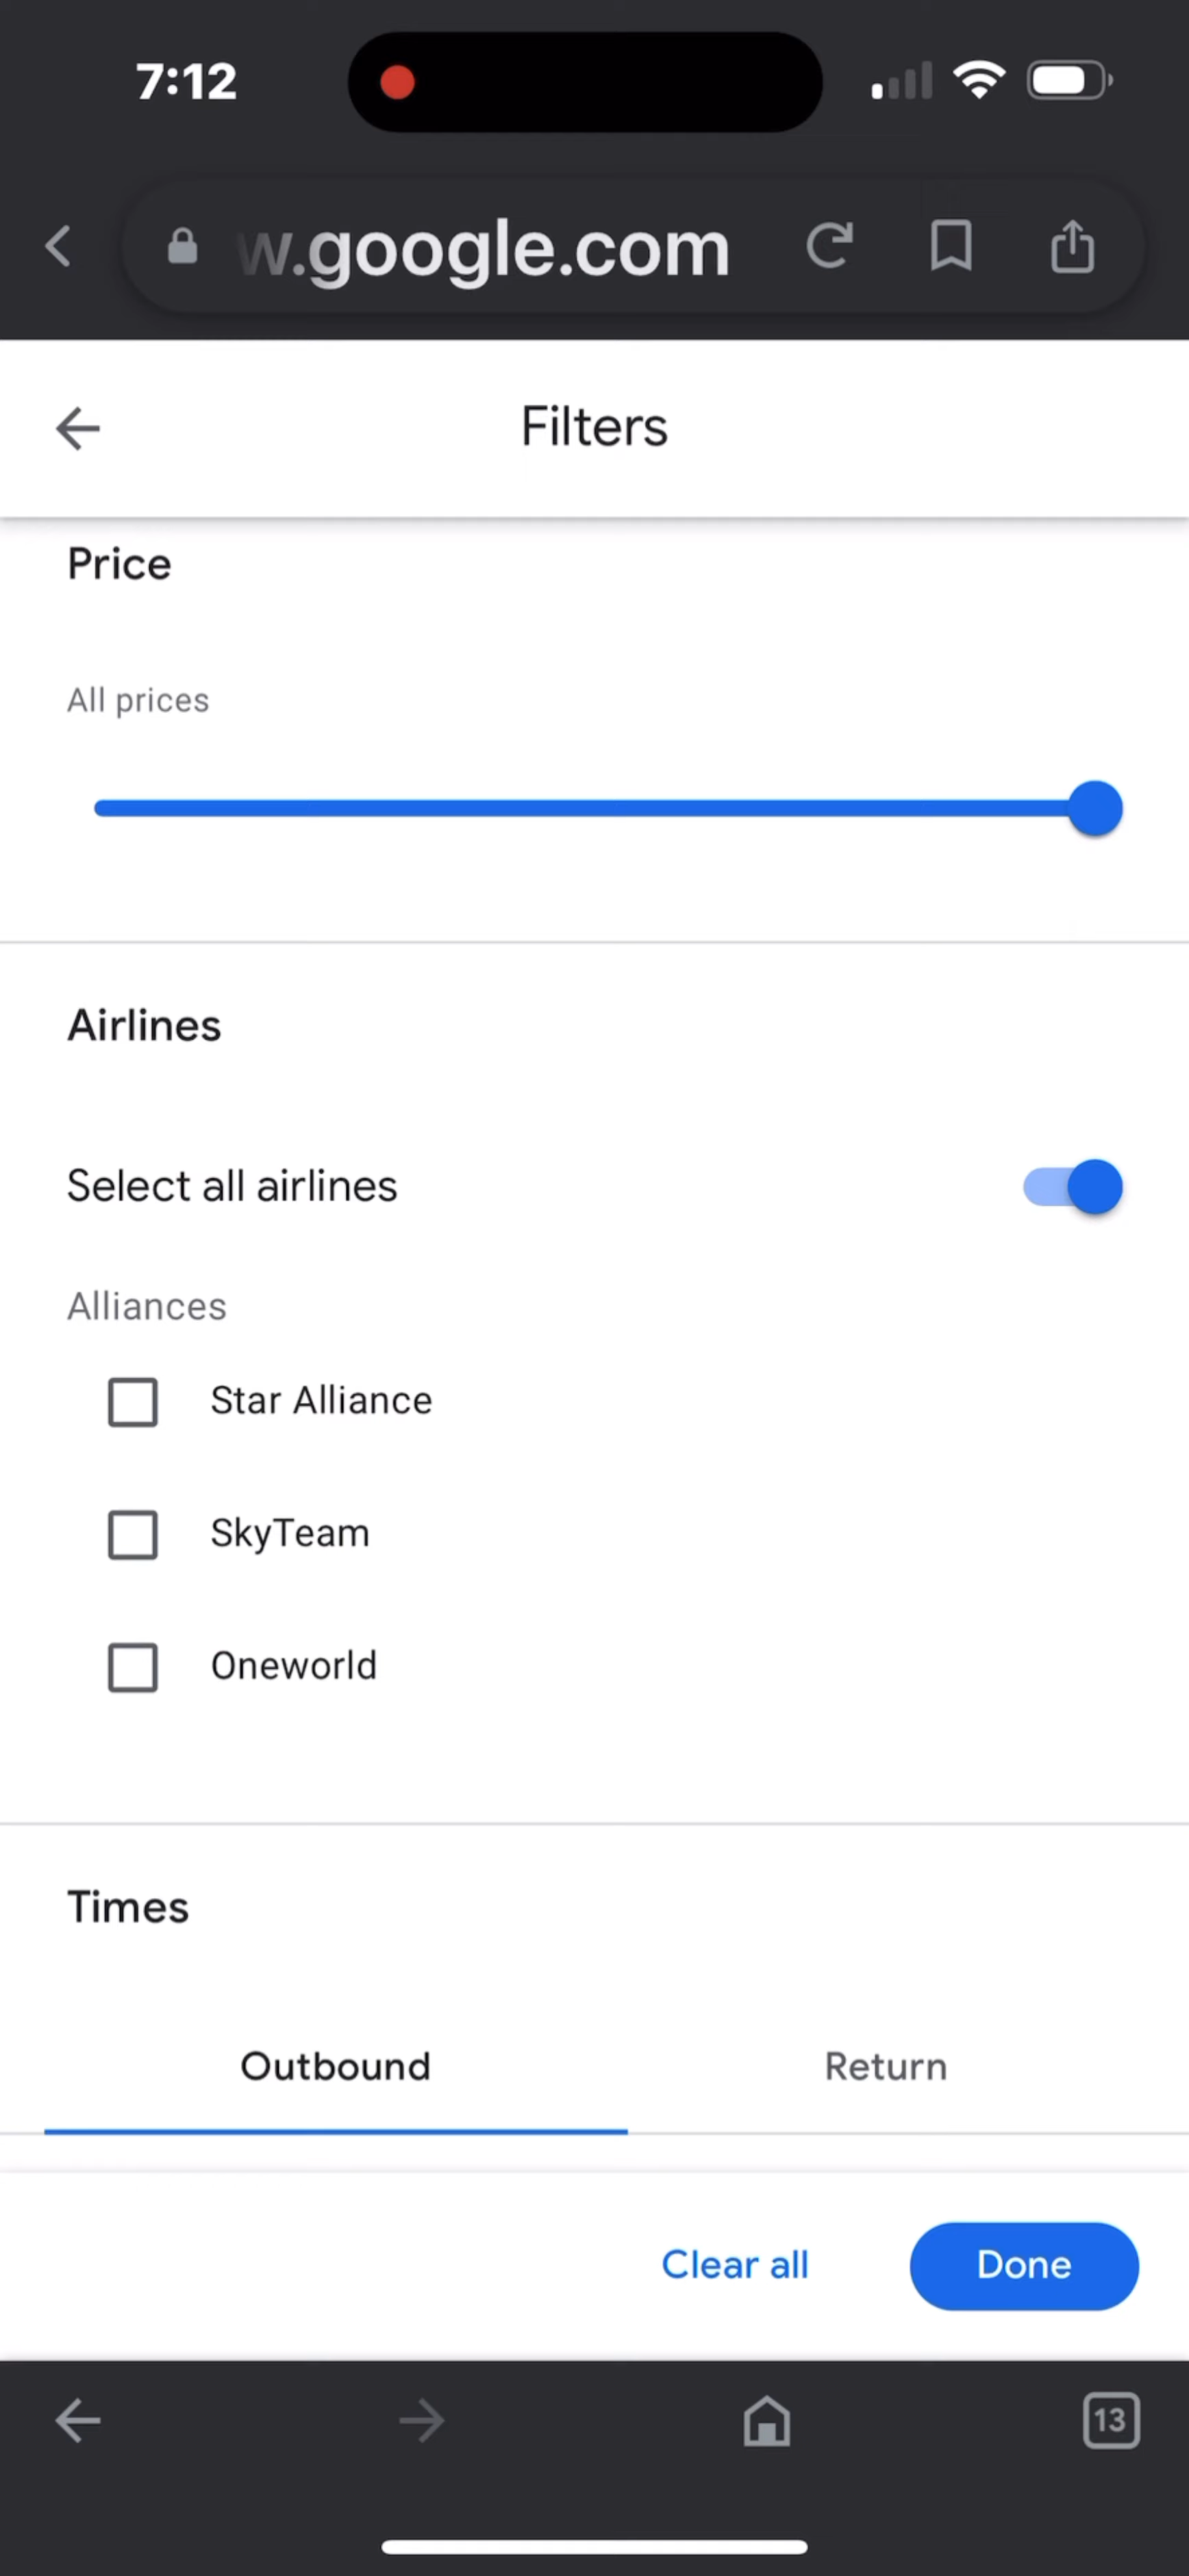 7:12
w.google.com
Filters
Price
All prices
Airlines
Select all airlines
Alliances
Star Alliance
SkyTeam
Oneworld
Times
Outbound Return
Clear all Done
13